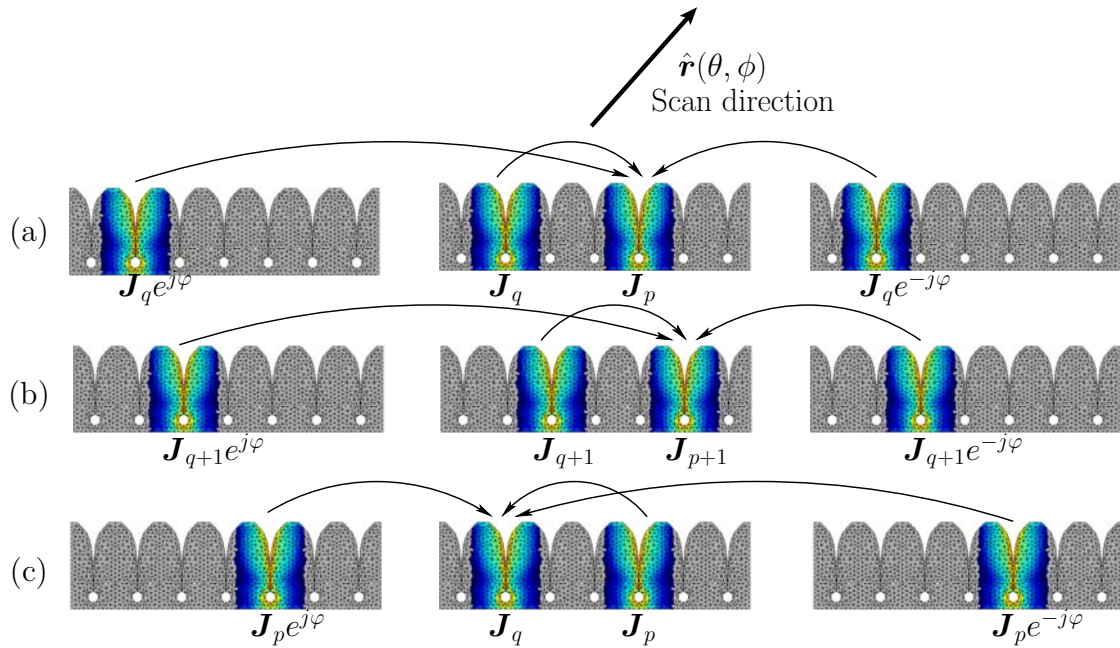 r̂(θ, ϕ)
Scan direction
(a)
J_q e^{jφ} J_q J_p J_q e^{−jφ}
(b)
J_{q+1} e^{jφ} J_{q+1} J_{p+1} J_{q+1} e^{−jφ}
(c)
J_p e^{jφ} J_q J_p J_p e^{−jφ}